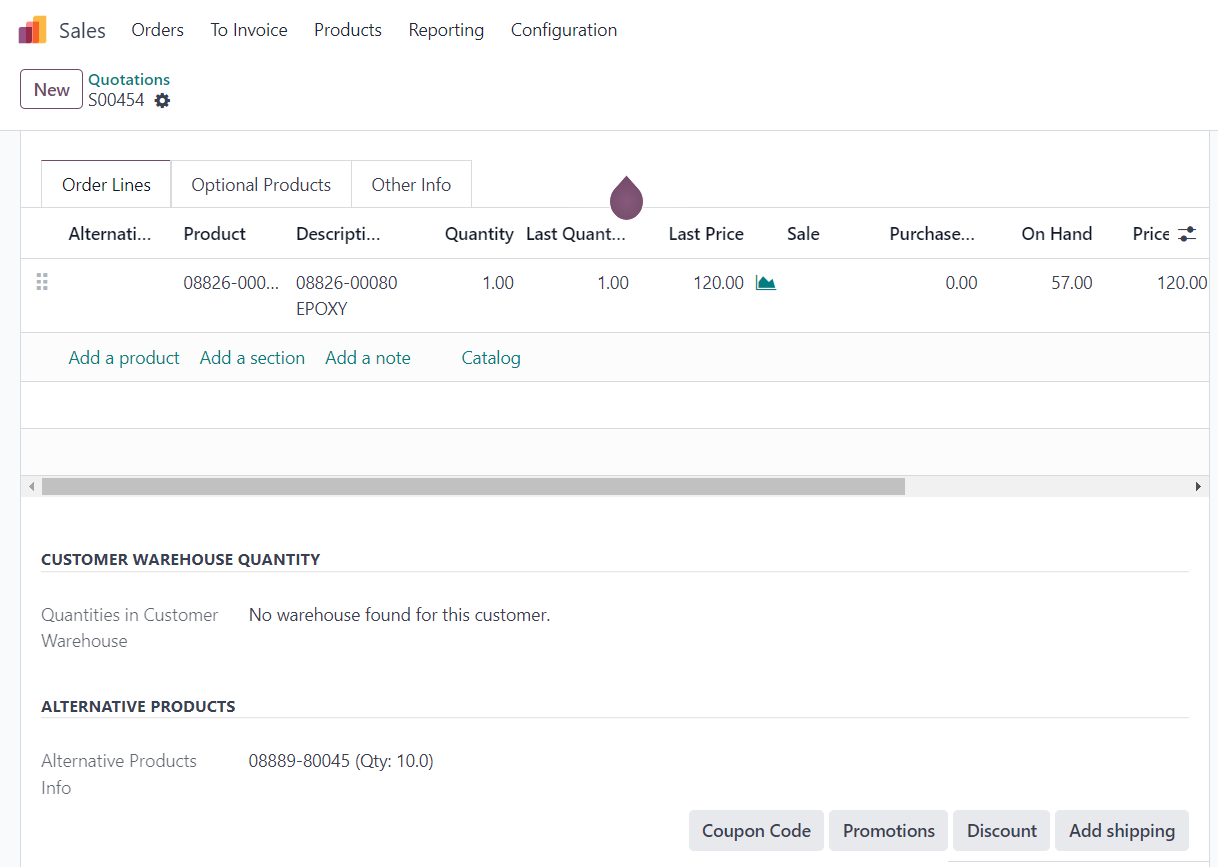 Sales Orders To Invoice Products Reporting Configuration
New Quotations
S00454
Order Lines Optional Products Other Info
Alternati... Product Descripti... Quantity Last Quant... Last Price Sale Purchase... On Hand Price
08826-000... 08826-00080 1.00 1.00 120.00 0.00 57.00 120.00
EPOXY
Add a product Add a section Add a note Catalog
CUSTOMER WAREHOUSE QUANTITY
Quantities in Customer No warehouse found for this customer.
Warehouse
ALTERNATIVE PRODUCTS
Alternative Products 08889-80045 (Qty: 10.0)
Info
Coupon Code Promotions Discount Add shipping